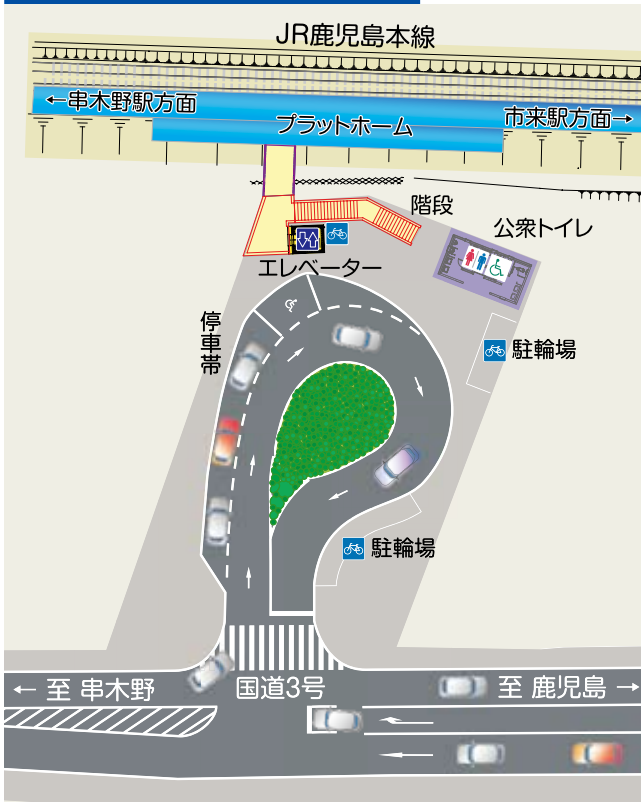 JR鹿児島本線
←串木野駅方面
プラットホーム
市来駅方面→
階段
公衆トイレ
エレベーター
停車帯
駐輪場
駐輪場
← 至 串木野
国道3号
至 鹿児島 →